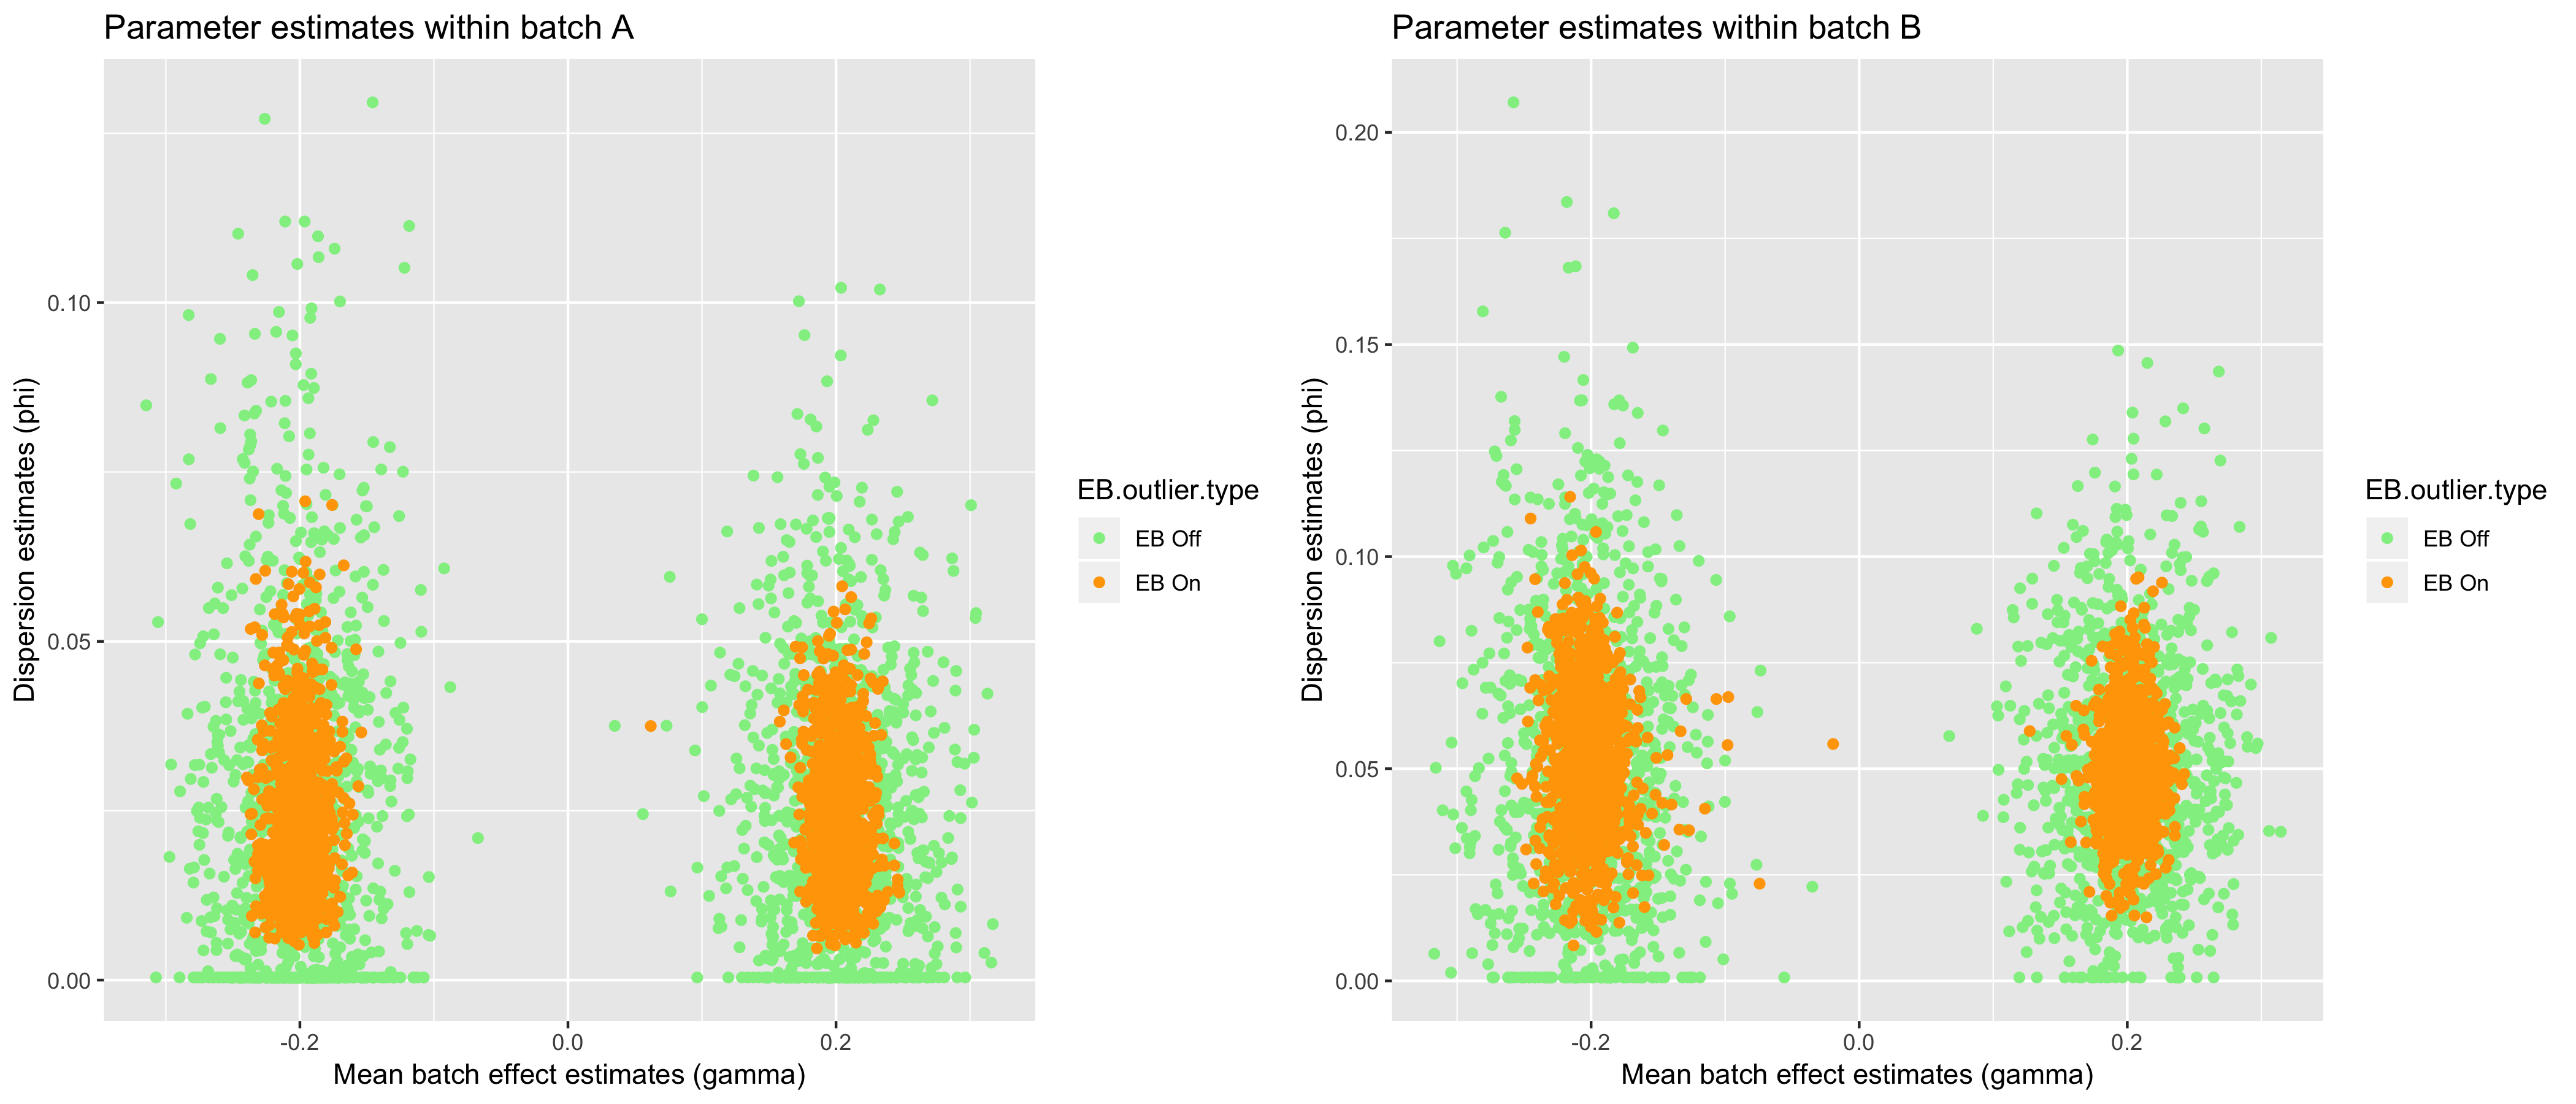 Parameter estimates within batch A
Dispersion estimates (phi)
0.10
0.05
0.00
-0.2
0.0
0.2
Mean batch effect estimates (gamma)
EB.outlier.type
EB Off
EB On
Parameter estimates within batch B
Dispersion estimates (phi)
0.20
0.15
0.10
0.05
0.00
-0.2
0.0
0.2
Mean batch effect estimates (gamma)
EB.outlier.type
EB Off
EB On